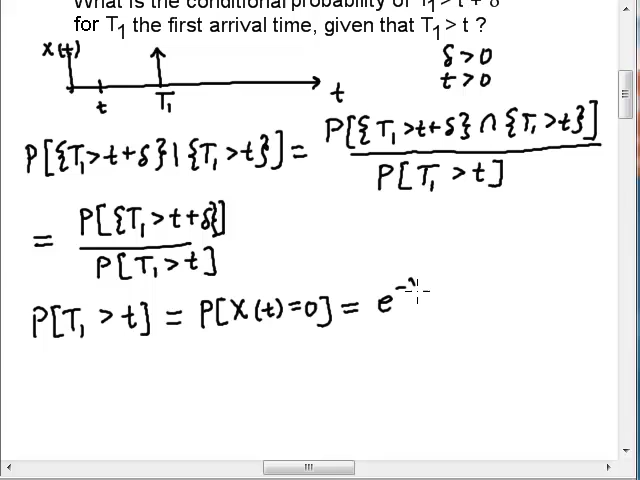 What is the conditional probability of T₁ > t + δ
for T₁ the first arrival time, given that T₁ > t ?
X(t)
δ > 0
t > 0
t T₁ t
P[{T₁>t+δ}|{T₁>t}] = P[{T₁>t+δ}∩{T₁>t}] / P[T₁>t]
= P[{T₁>t+δ}] / P[T₁>t]
P[T₁ > t] = P[X(t)=0] = e⁻